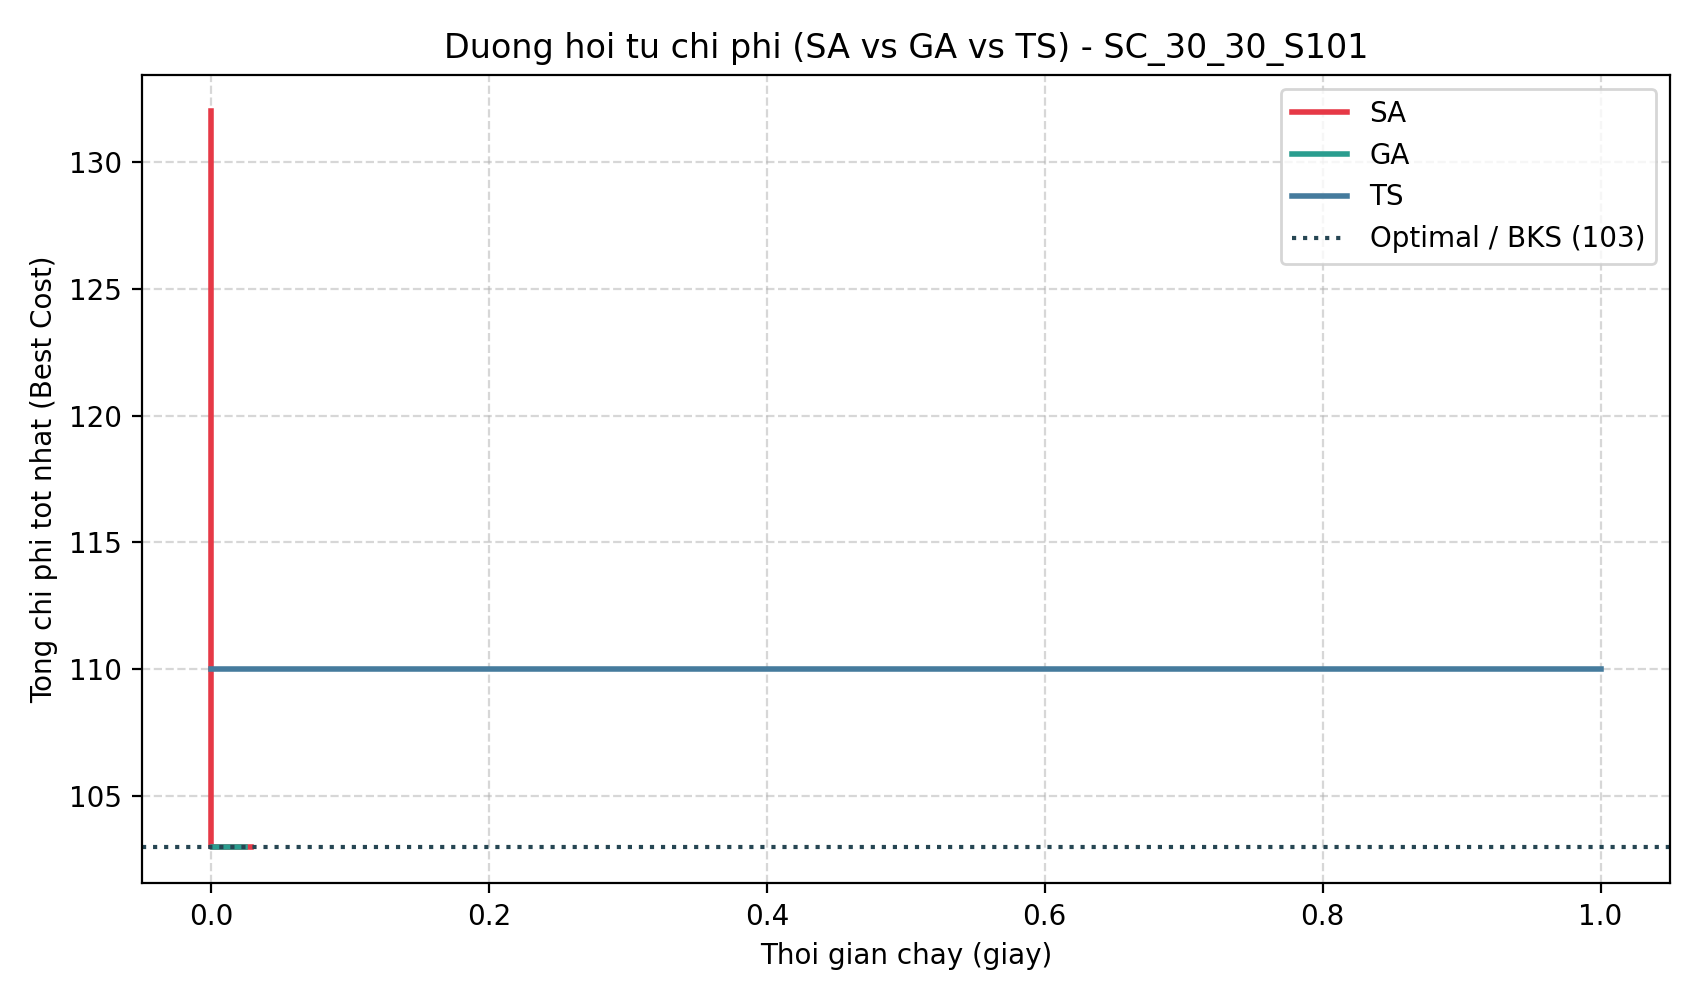 Duong hoi tu chi phi (SA vs GA vs TS) - SC_30_30_S101
Tong chi phi tot nhat (Best Cost)
130
125
120
115
110
105
SA
GA
TS
Optimal / BKS (103)
0.0 0.2 0.4 0.6 0.8 1.0
Thoi gian chay (giay)